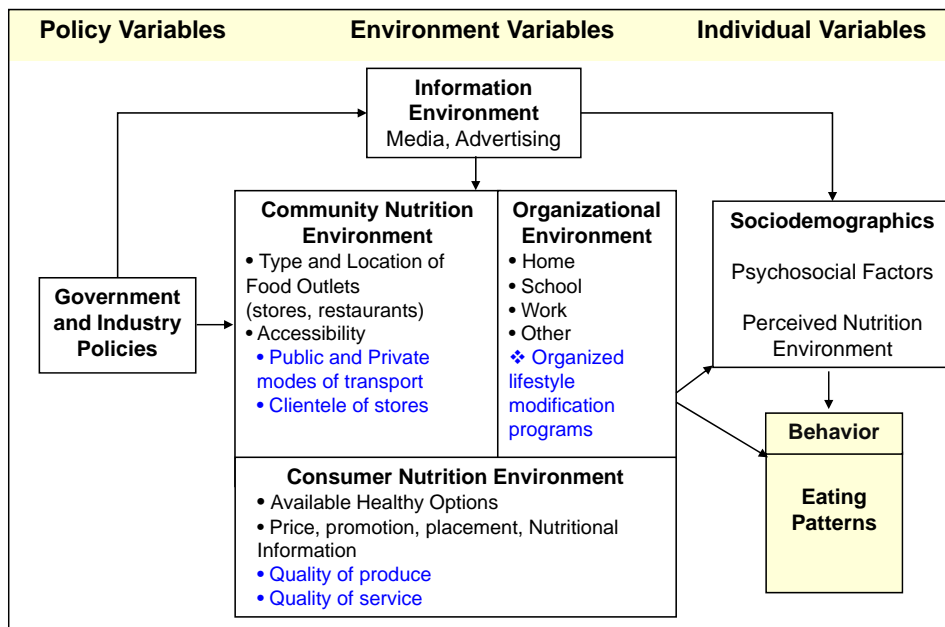 Policy Variables
Environment Variables
Individual Variables
Information
Environment
Media, Advertising
Government
and Industry
Policies
Community Nutrition
Environment
• Type and Location of
Food Outlets
(stores, restaurants)
• Accessibility
• Public and Private
modes of transport
• Clientele of stores
Organizational
Environment
• Home
• School
• Work
• Other
❖ Organized
lifestyle
modification
programs
Consumer Nutrition Environment
• Available Healthy Options
• Price, promotion, placement, Nutritional
Information
• Quality of produce
• Quality of service
Sociodemographics
Psychosocial Factors
Perceived Nutrition
Environment
Behavior
Eating
Patterns